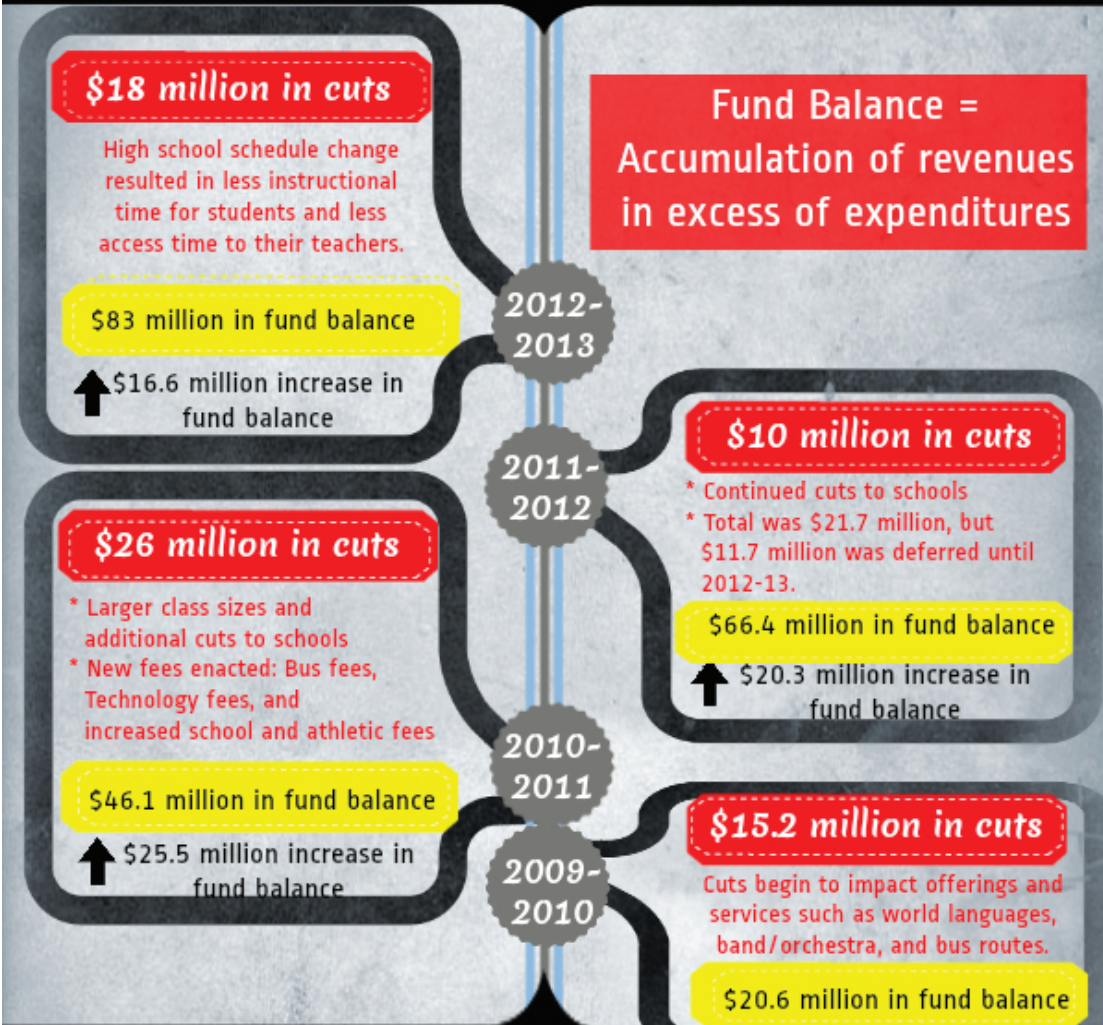 $18 million in cuts
High school schedule change
resulted in less instructional
time for students and less
access time to their teachers.
$83 million in fund balance
$16.6 million increase in
fund balance
Fund Balance =
Accumulation of revenues
in excess of expenditures
2012-
2013
2011-
2012
$10 million in cuts
* Continued cuts to schools
* Total was $21.7 million, but
$11.7 million was deferred until
2012-13.
$66.4 million in fund balance
$20.3 million increase in
fund balance
$26 million in cuts
* Larger class sizes and
additional cuts to schools
* New fees enacted: Bus fees,
Technology fees, and
increased school and athletic fees
$46.1 million in fund balance
$25.5 million increase in
fund balance
2010-
2011
2009-
2010
$15.2 million in cuts
Cuts begin to impact offerings and
services such as world languages,
band/orchestra, and bus routes.
$20.6 million in fund balance